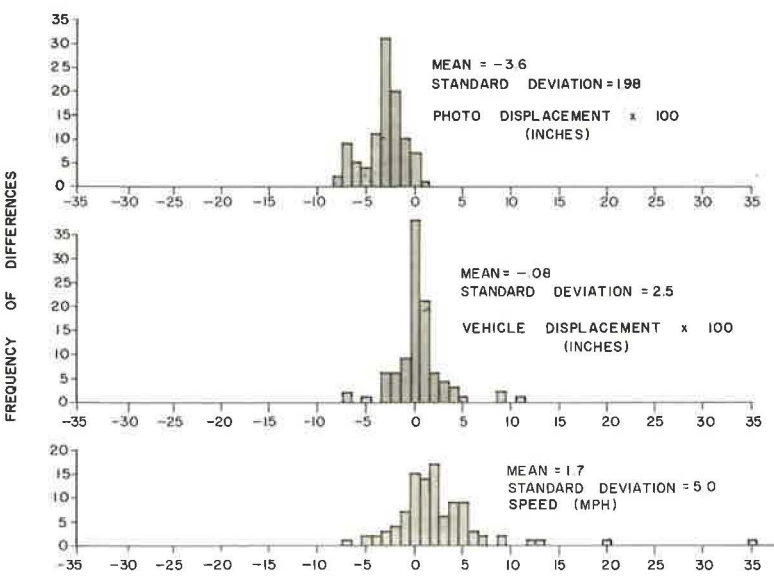 FREQUENCY OF DIFFERENCES
35
30
25
20
15
10
5
0
MEAN = -3.6
STANDARD DEVIATION = 1.98
PHOTO DISPLACEMENT x 100
(INCHES)
-35 -30 -25 -20 -15 -10 -5 0 5 10 15 20 25 30 35
35
30
25
20
15
10
5
0
MEAN = -.08
STANDARD DEVIATION = 2.5
VEHICLE DISPLACEMENT x 100
(INCHES)
-35 -30 -25 -20 -15 -10 -5 0 5 10 15 20 25 30 35
20
15
10
5
0
MEAN = 1.7
STANDARD DEVIATION = 5.0
SPEED (MPH)
-35 -30 -25 -20 -15 -10 -5 0 5 10 15 20 25 30 35